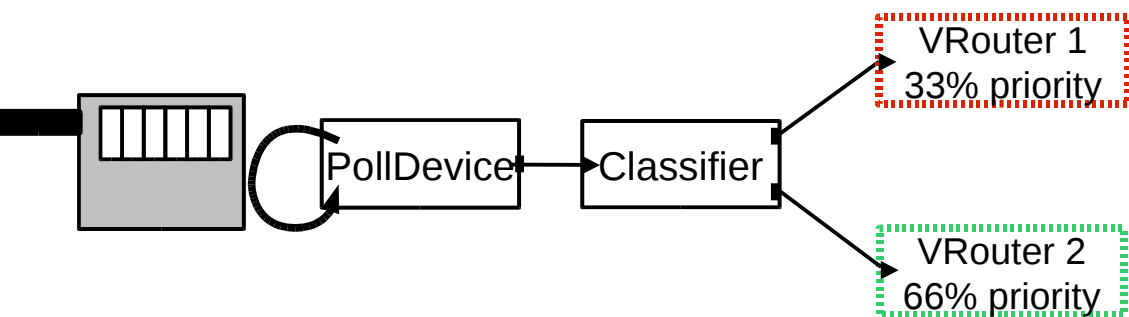 VRouter 1
33% priority
PollDevice
Classifier
VRouter 2
66% priority